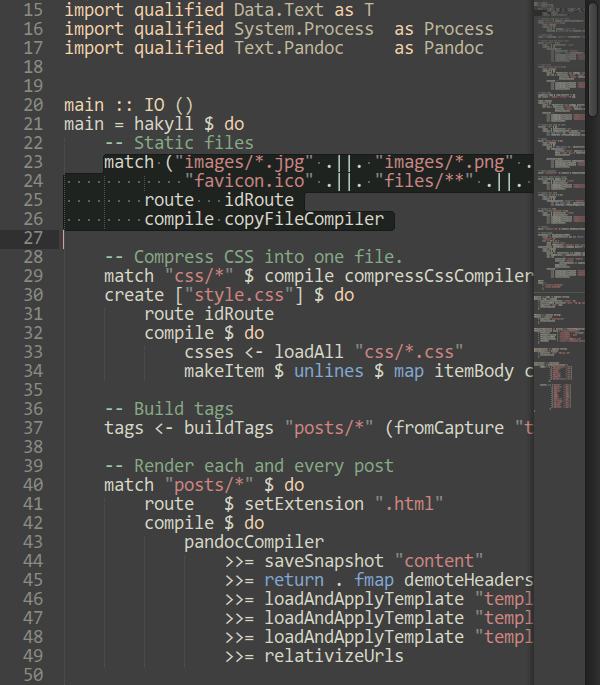 15 import qualified Data.Text as T
16 import qualified System.Process  as Process
17 import qualified Text.Pandoc     as Pandoc
18
19
20 main :: IO ()
21 main = hakyll $ do
22     -- Static files
23     match ("images/*.jpg" .||. "images/*.png" .
24             "favicon.ico" .||. "files/**" .||.
25         route   idRoute
26         compile copyFileCompiler
27
28     -- Compress CSS into one file.
29     match "css/*" $ compile compressCssCompiler
30     create ["style.css"] $ do
31         route idRoute
32         compile $ do
33             csses <- loadAll "css/*.css"
34             makeItem $ unlines $ map itemBody c
35
36     -- Build tags
37     tags <- buildTags "posts/*" (fromCapture "t
38
39     -- Render each and every post
40     match "posts/*" $ do
41         route   $ setExtension ".html"
42         compile $ do
43             pandocCompiler
44                 >>= saveSnapshot "content"
45                 >>= return . fmap demoteHeaders
46                 >>= loadAndApplyTemplate "templ
47                 >>= loadAndApplyTemplate "templ
48                 >>= loadAndApplyTemplate "templ
49                 >>= relativizeUrls
50